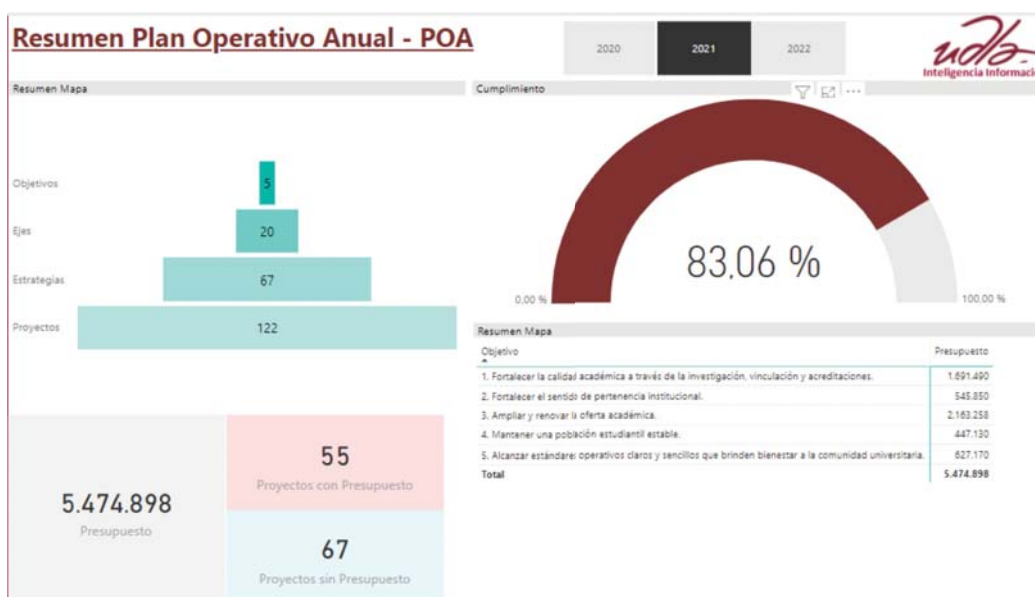 Resumen Plan Operativo Anual - POA
2020
2021
2022
udla-
Inteligencia Informaci
Resumen Mapa
Objetivos
5
Ejes
20
Estrategias
67
Proyectos
122
Cumplimiento
83,06 %
0,00 %
100,00 %
Resumen Mapa
Objetivo Presupuesto
1. Fortalecer la calidad académica a través de la investigación, vinculación y acreditaciones. 1.691.490
2. Fortalecer el sentido de pertenencia institucional. 545.850
3. Ampliar y renovar la oferta académica. 2.163.258
4. Mantener una población estudiantil estable. 447.130
5. Alcanzar estándares operativos claros y sencillos que brinden bienestar a la comunidad universitaria. 627.170
Total 5.474.898
5.474.898
Presupuesto
55
Proyectos con Presupuesto
67
Proyectos sin Presupuesto